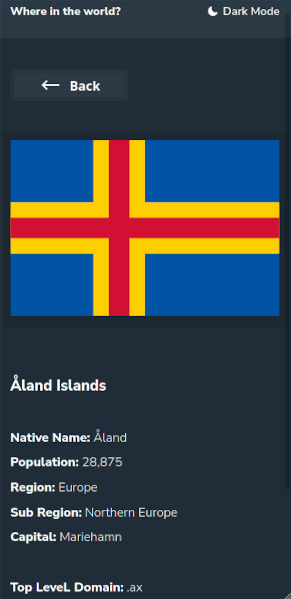 Where in the world?
Dark Mode
Back
Åland Islands
Native Name: Åland
Population: 28,875
Region: Europe
Sub Region: Northern Europe
Capital: Mariehamn
Top LeveL Domain: .ax